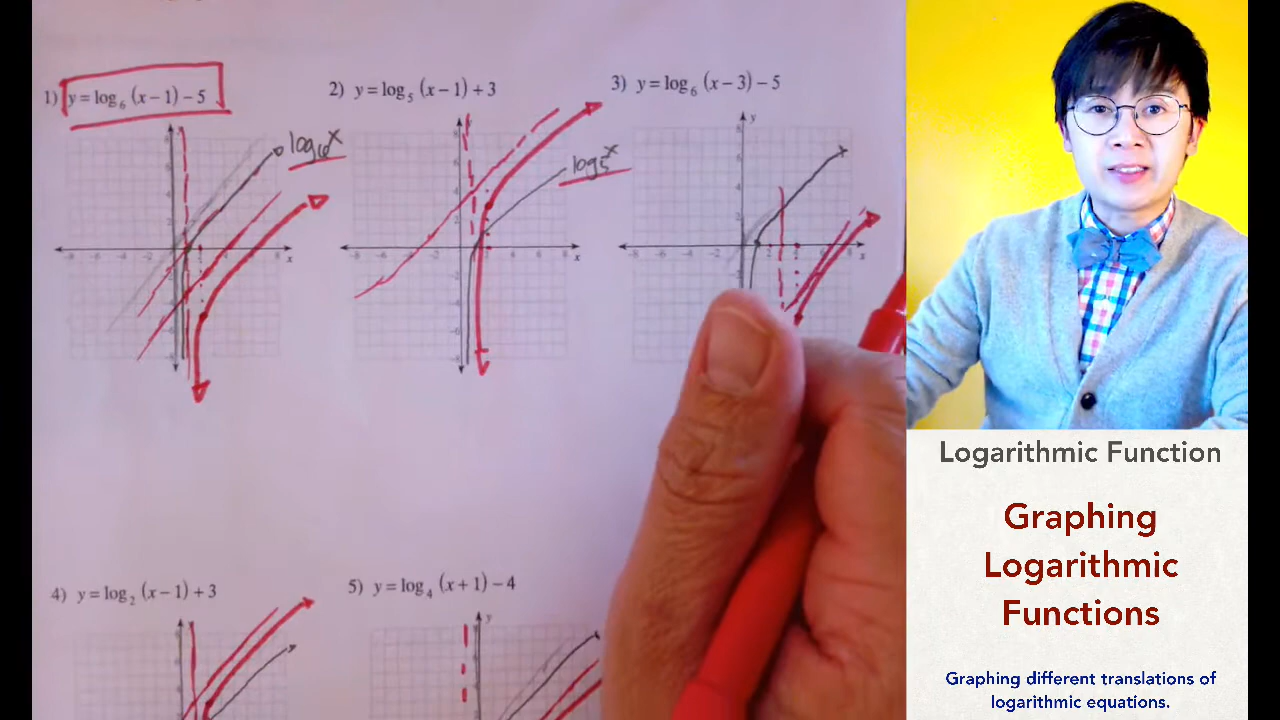 1) y = log₆ (x − 1) − 5
2) y = log₅ (x − 1) + 3
3) y = log₆ (x − 3) − 5
log₆x
log₅x
y
x
x
x
4) y = log₂ (x − 1) + 3
5) y = log₄ (x + 1) − 4
y
Logarithmic Function
Graphing
Logarithmic
Functions
Graphing different translations of
logarithmic equations.